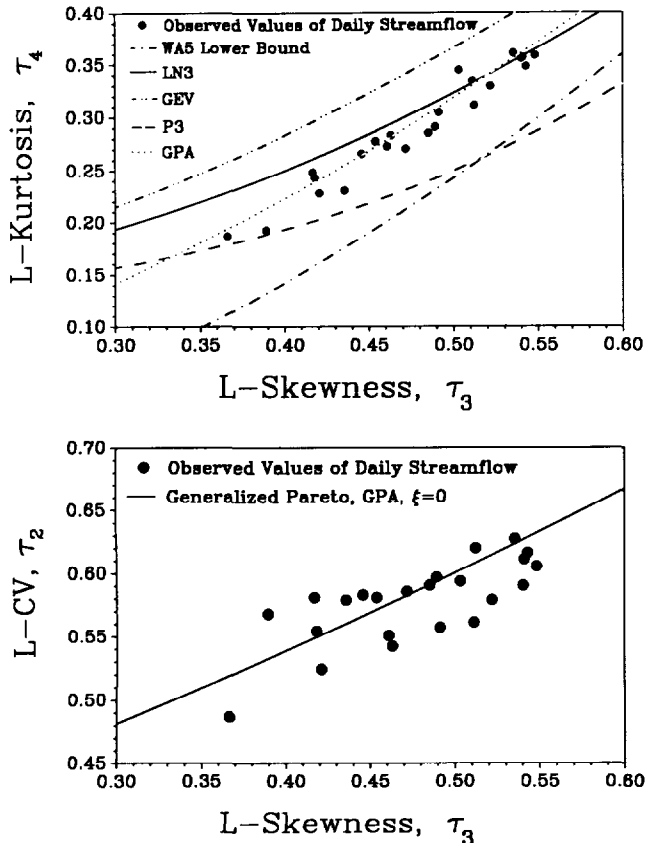 0.40
0.35
0.30
0.25
0.20
0.15
0.10
L-Kurtosis, τ4
Observed Values of Daily Streamflow
WA5 Lower Bound
LN3
GEV
P3
GPA
0.30 0.35 0.40 0.45 0.50 0.55 0.60
L-Skewness, τ3
0.70
0.65
0.60
0.55
0.50
0.45
L-CV, τ2
Observed Values of Daily Streamflow
Generalized Pareto, GPA, ξ=0
0.30 0.35 0.40 0.45 0.50 0.55 0.60
L-Skewness, τ3